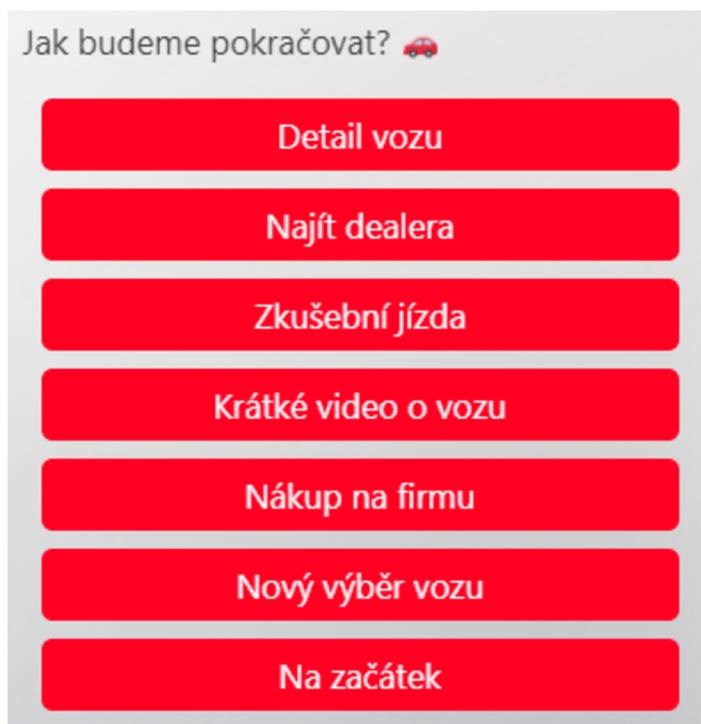 Jak budeme pokračovat? 🚗
Detail vozu
Najít dealera
Zkušební jízda
Krátké video o vozu
Nákup na firmu
Nový výběr vozu
Na začátek